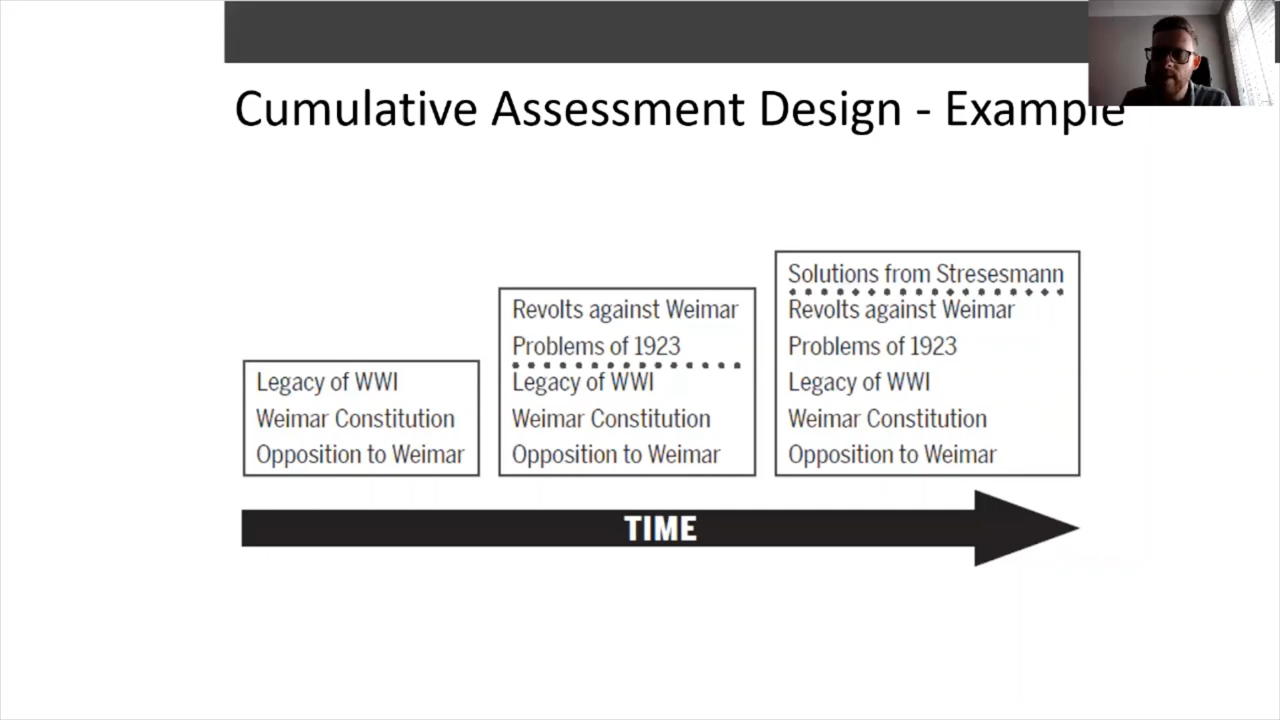 Cumulative Assessment Design - Example
Legacy of WWI
Weimar Constitution
Opposition to Weimar
Revolts against Weimar
Problems of 1923
Legacy of WWI
Weimar Constitution
Opposition to Weimar
Solutions from Stresesmann
Revolts against Weimar
Problems of 1923
Legacy of WWI
Weimar Constitution
Opposition to Weimar
TIME